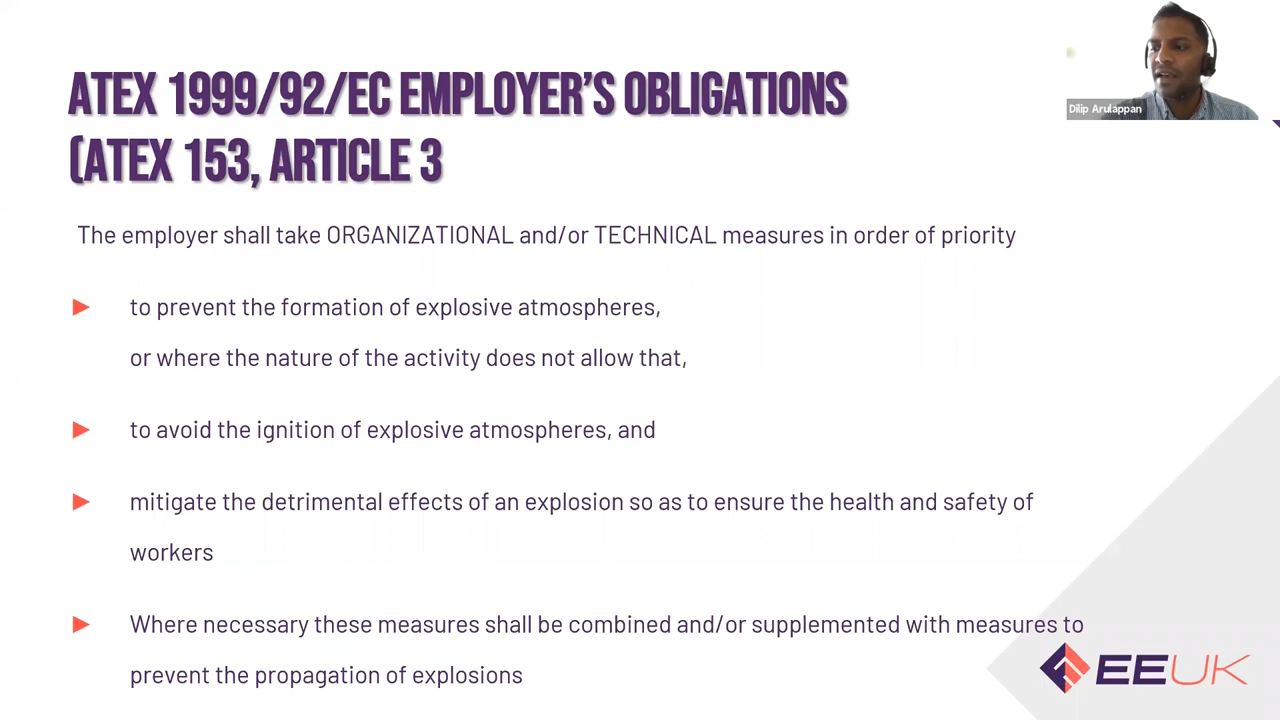 ATEX 1999/92/EC EMPLOYER'S OBLIGATIONS
(ATEX 153, ARTICLE 3
Dilip Arulappan
The employer shall take ORGANIZATIONAL and/or TECHNICAL measures in order of priority
► to prevent the formation of explosive atmospheres,
or where the nature of the activity does not allow that,
► to avoid the ignition of explosive atmospheres, and
► mitigate the detrimental effects of an explosion so as to ensure the health and safety of
workers
► Where necessary these measures shall be combined and/or supplemented with measures to
prevent the propagation of explosions
EEUK